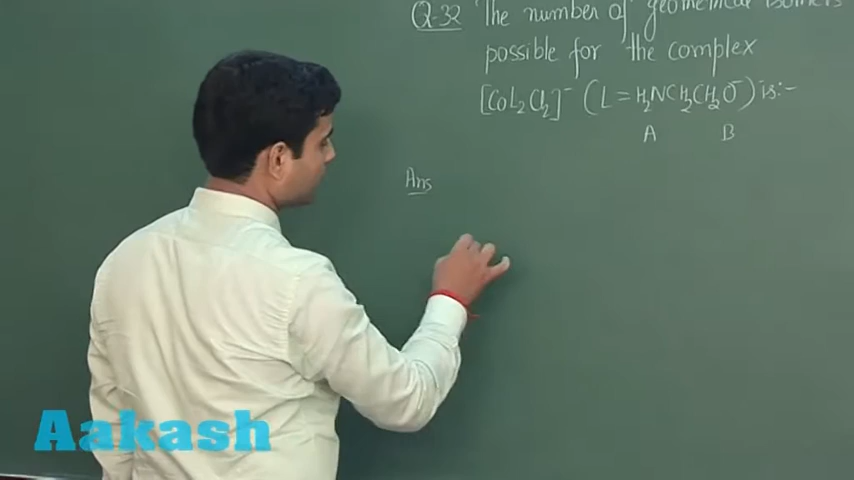 Q-32 The number of geometrical isomers
possible for the complex
[CoL₂Cl₂]⁻ (L = H₂NCH₂CH₂O⁻) is:-
A B
Ans
Aakash